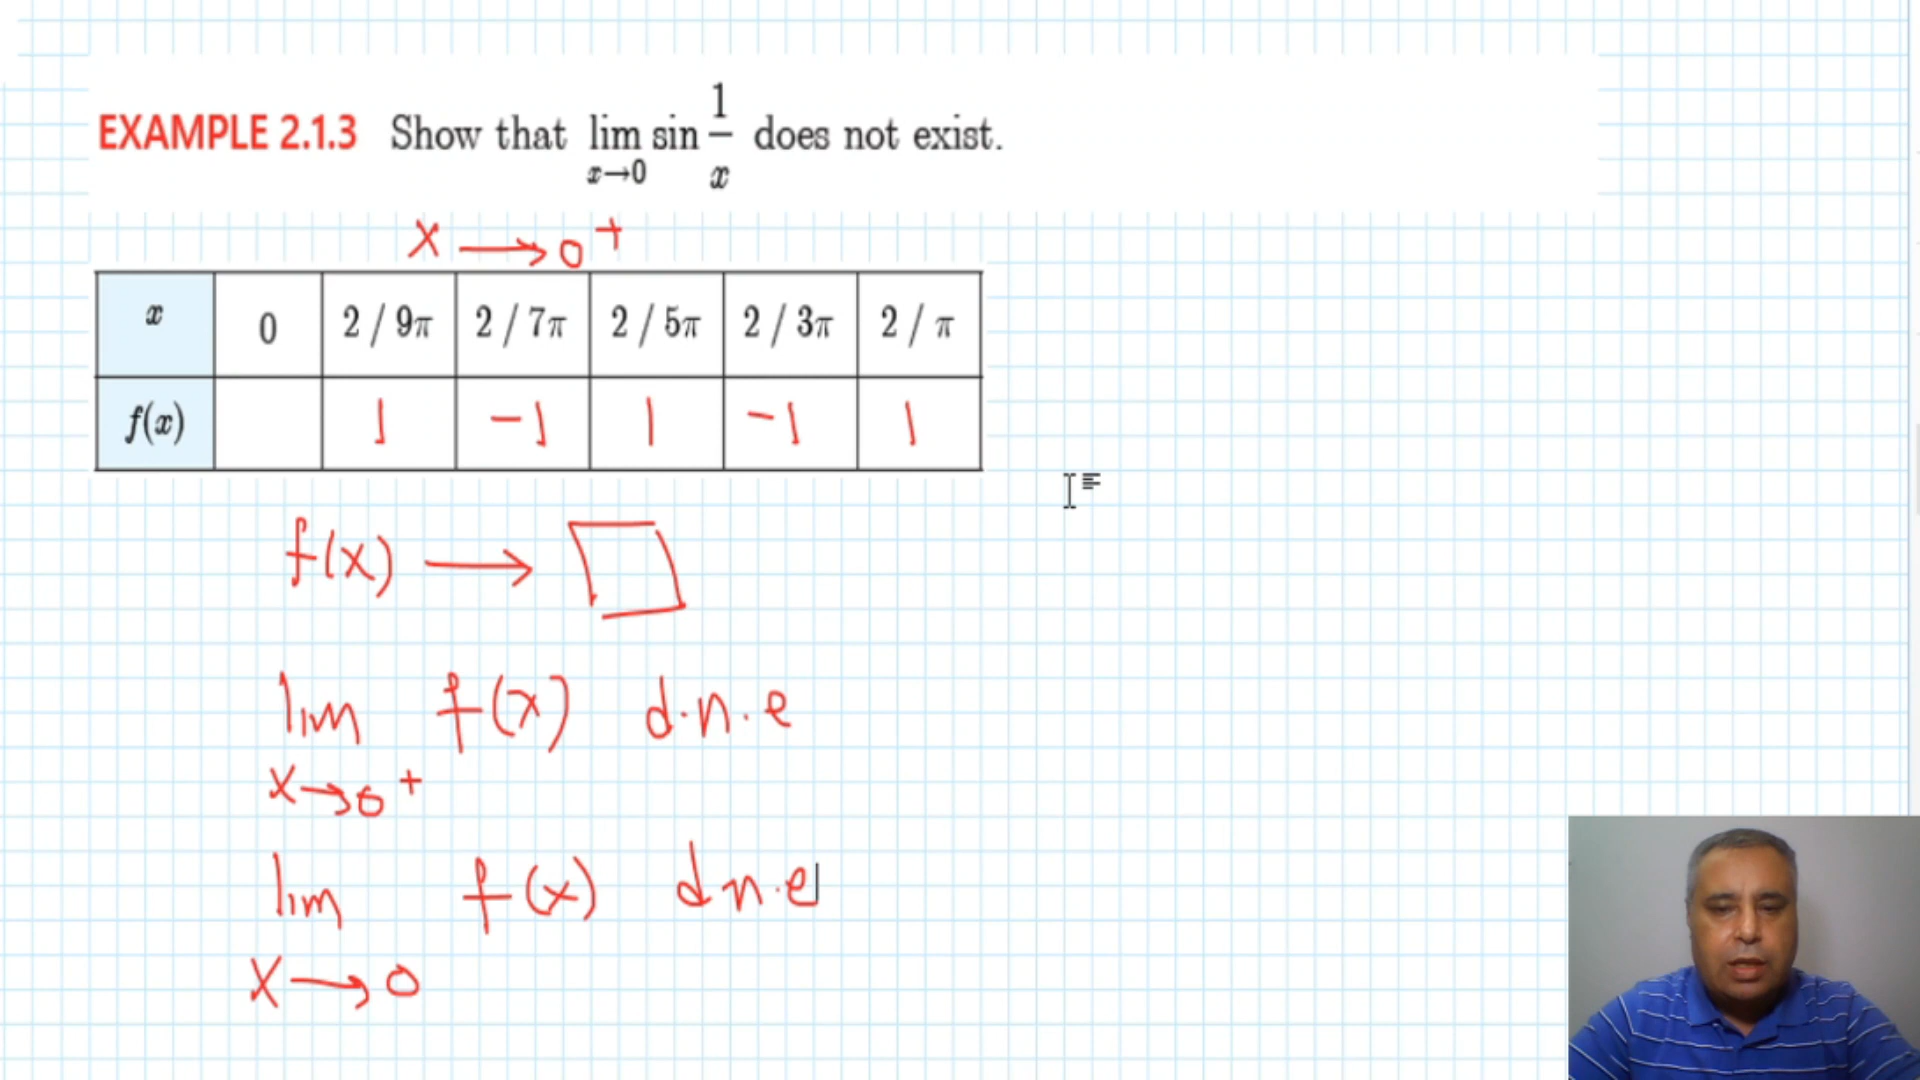 EXAMPLE 2.1.3 Show that lim x→0 sin 1/x does not exist.
x → 0⁺
x 0 2 / 9π 2 / 7π 2 / 5π 2 / 3π 2 / π
f(x) 1 -1 1 -1 1
f(x) → □
lim f(x) d.n.e
x→0⁺
lim f(x) dn.e
x→0